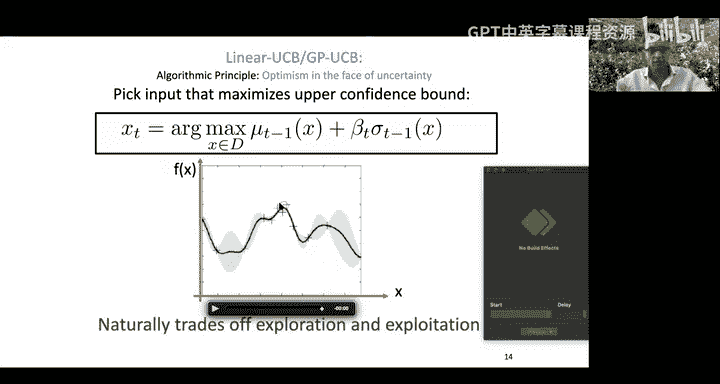 GPT中英字幕课程资源
bilibili
Linear-UCB/GP-UCB:
Algorithmic Principle: Optimism in the face of uncertainty
Pick input that maximizes upper confidence bound:
x_t = arg max_{x∈D} μ_{t−1}(x) + β_t σ_{t−1}(x)
f(x)
No Build Effects
x
Start
Delay
-00:00
Naturally trades off exploration and exploitation
14